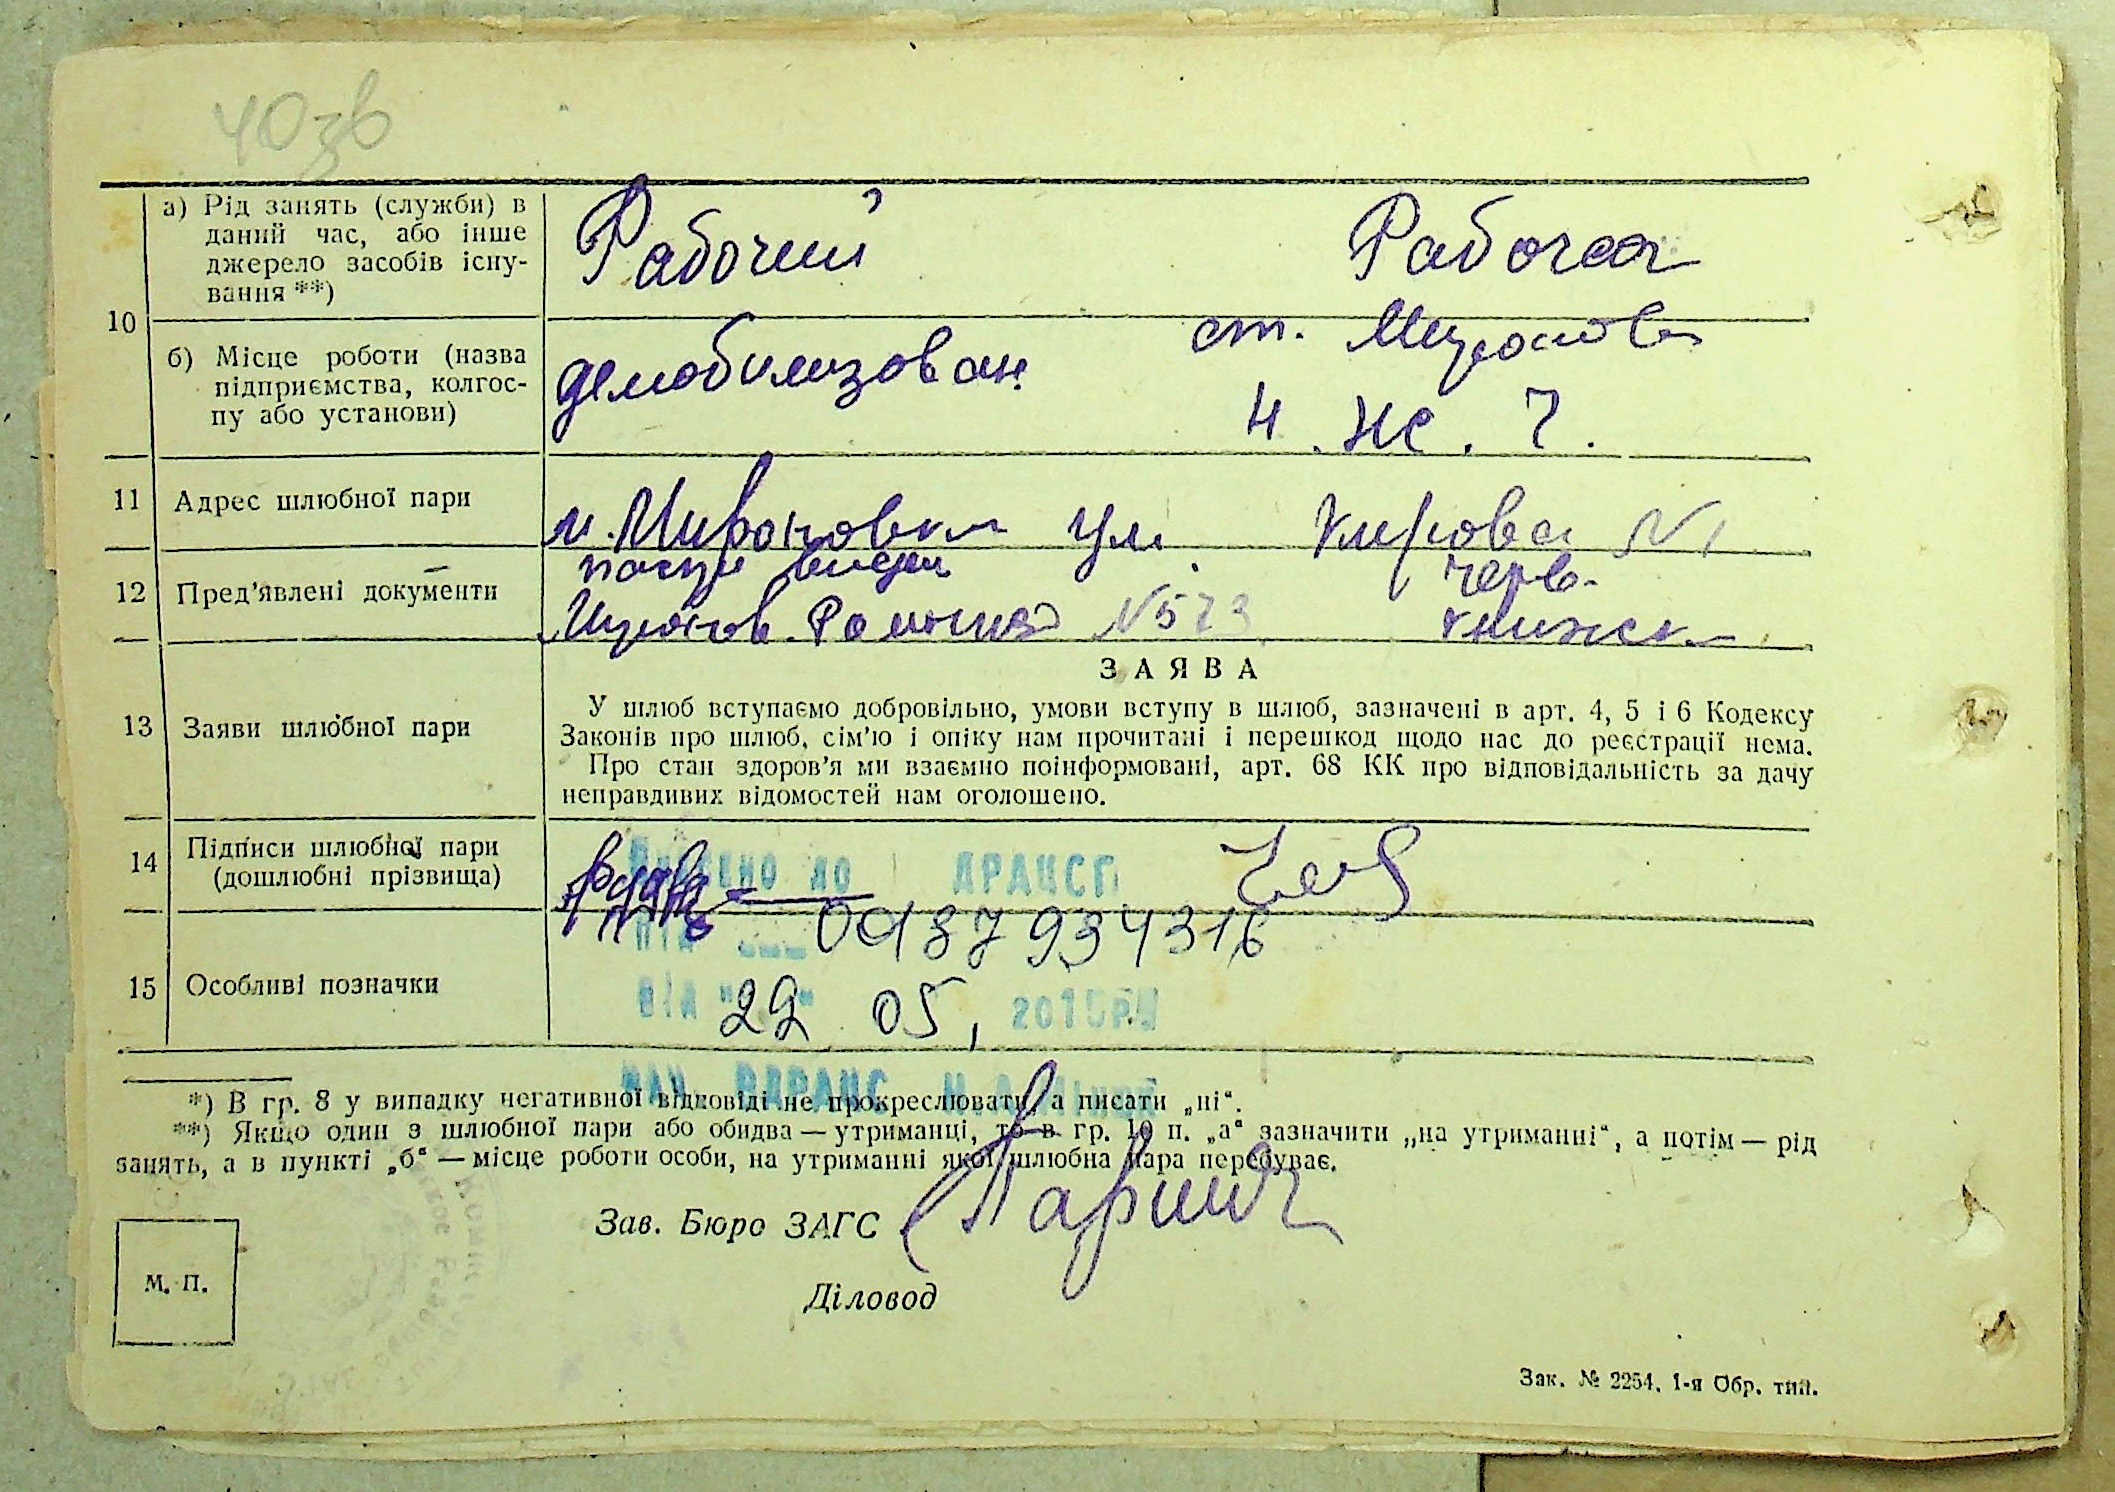 40зв
10
а) Рід занять (служби) в
даний час, або інше
джерело засобів існу-
вання **)
Рабочий
Рабочая
б) Місце роботи (назва
підприємства, колгос-
пу або установи)
демобилизован
ст.
Н. Ж. Ч.
11 Адрес шлюбної пари
м. Мироновка ул. Кирова №1
12 Пред’явлені документи
№573
книжка
З А Я В А
13 Заяви шлюбної пари
У шлюб вступаємо добровільно, умови вступу в шлюб, зазначені в арт. 4, 5 і 6 Кодексу
Законів про шлюб, сім’ю і опіку нам прочитані і перешкод щодо нас до реєстрації нема.
Про стан здоров’я ми взаємно поінформовані, арт. 68 КК про відповідальність за дачу
неправдивих відомостей нам оголошено.
14 Підписи шлюбної пари
(дошлюбні прізвища)
до ДРАЦСГ
00187934316
15 Особливі позначки
від "22" 05, 2015р
*) В гр. 8 у випадку негативної відповіді не прокреслювати, а писати „ні“.
**) Якщо один з шлюбної пари або обидва — утриманці, то в гр. 10 п. „а“ зазначити „на утриманні“, а потім — рід
занять, а в пункті „б“ — місце роботи особи, на утриманні якої шлюбна пара перебуває.
Зав. Бюро ЗАГС
М. П.
Діловод
Зак. № 2254. 1-я Обр. тип.